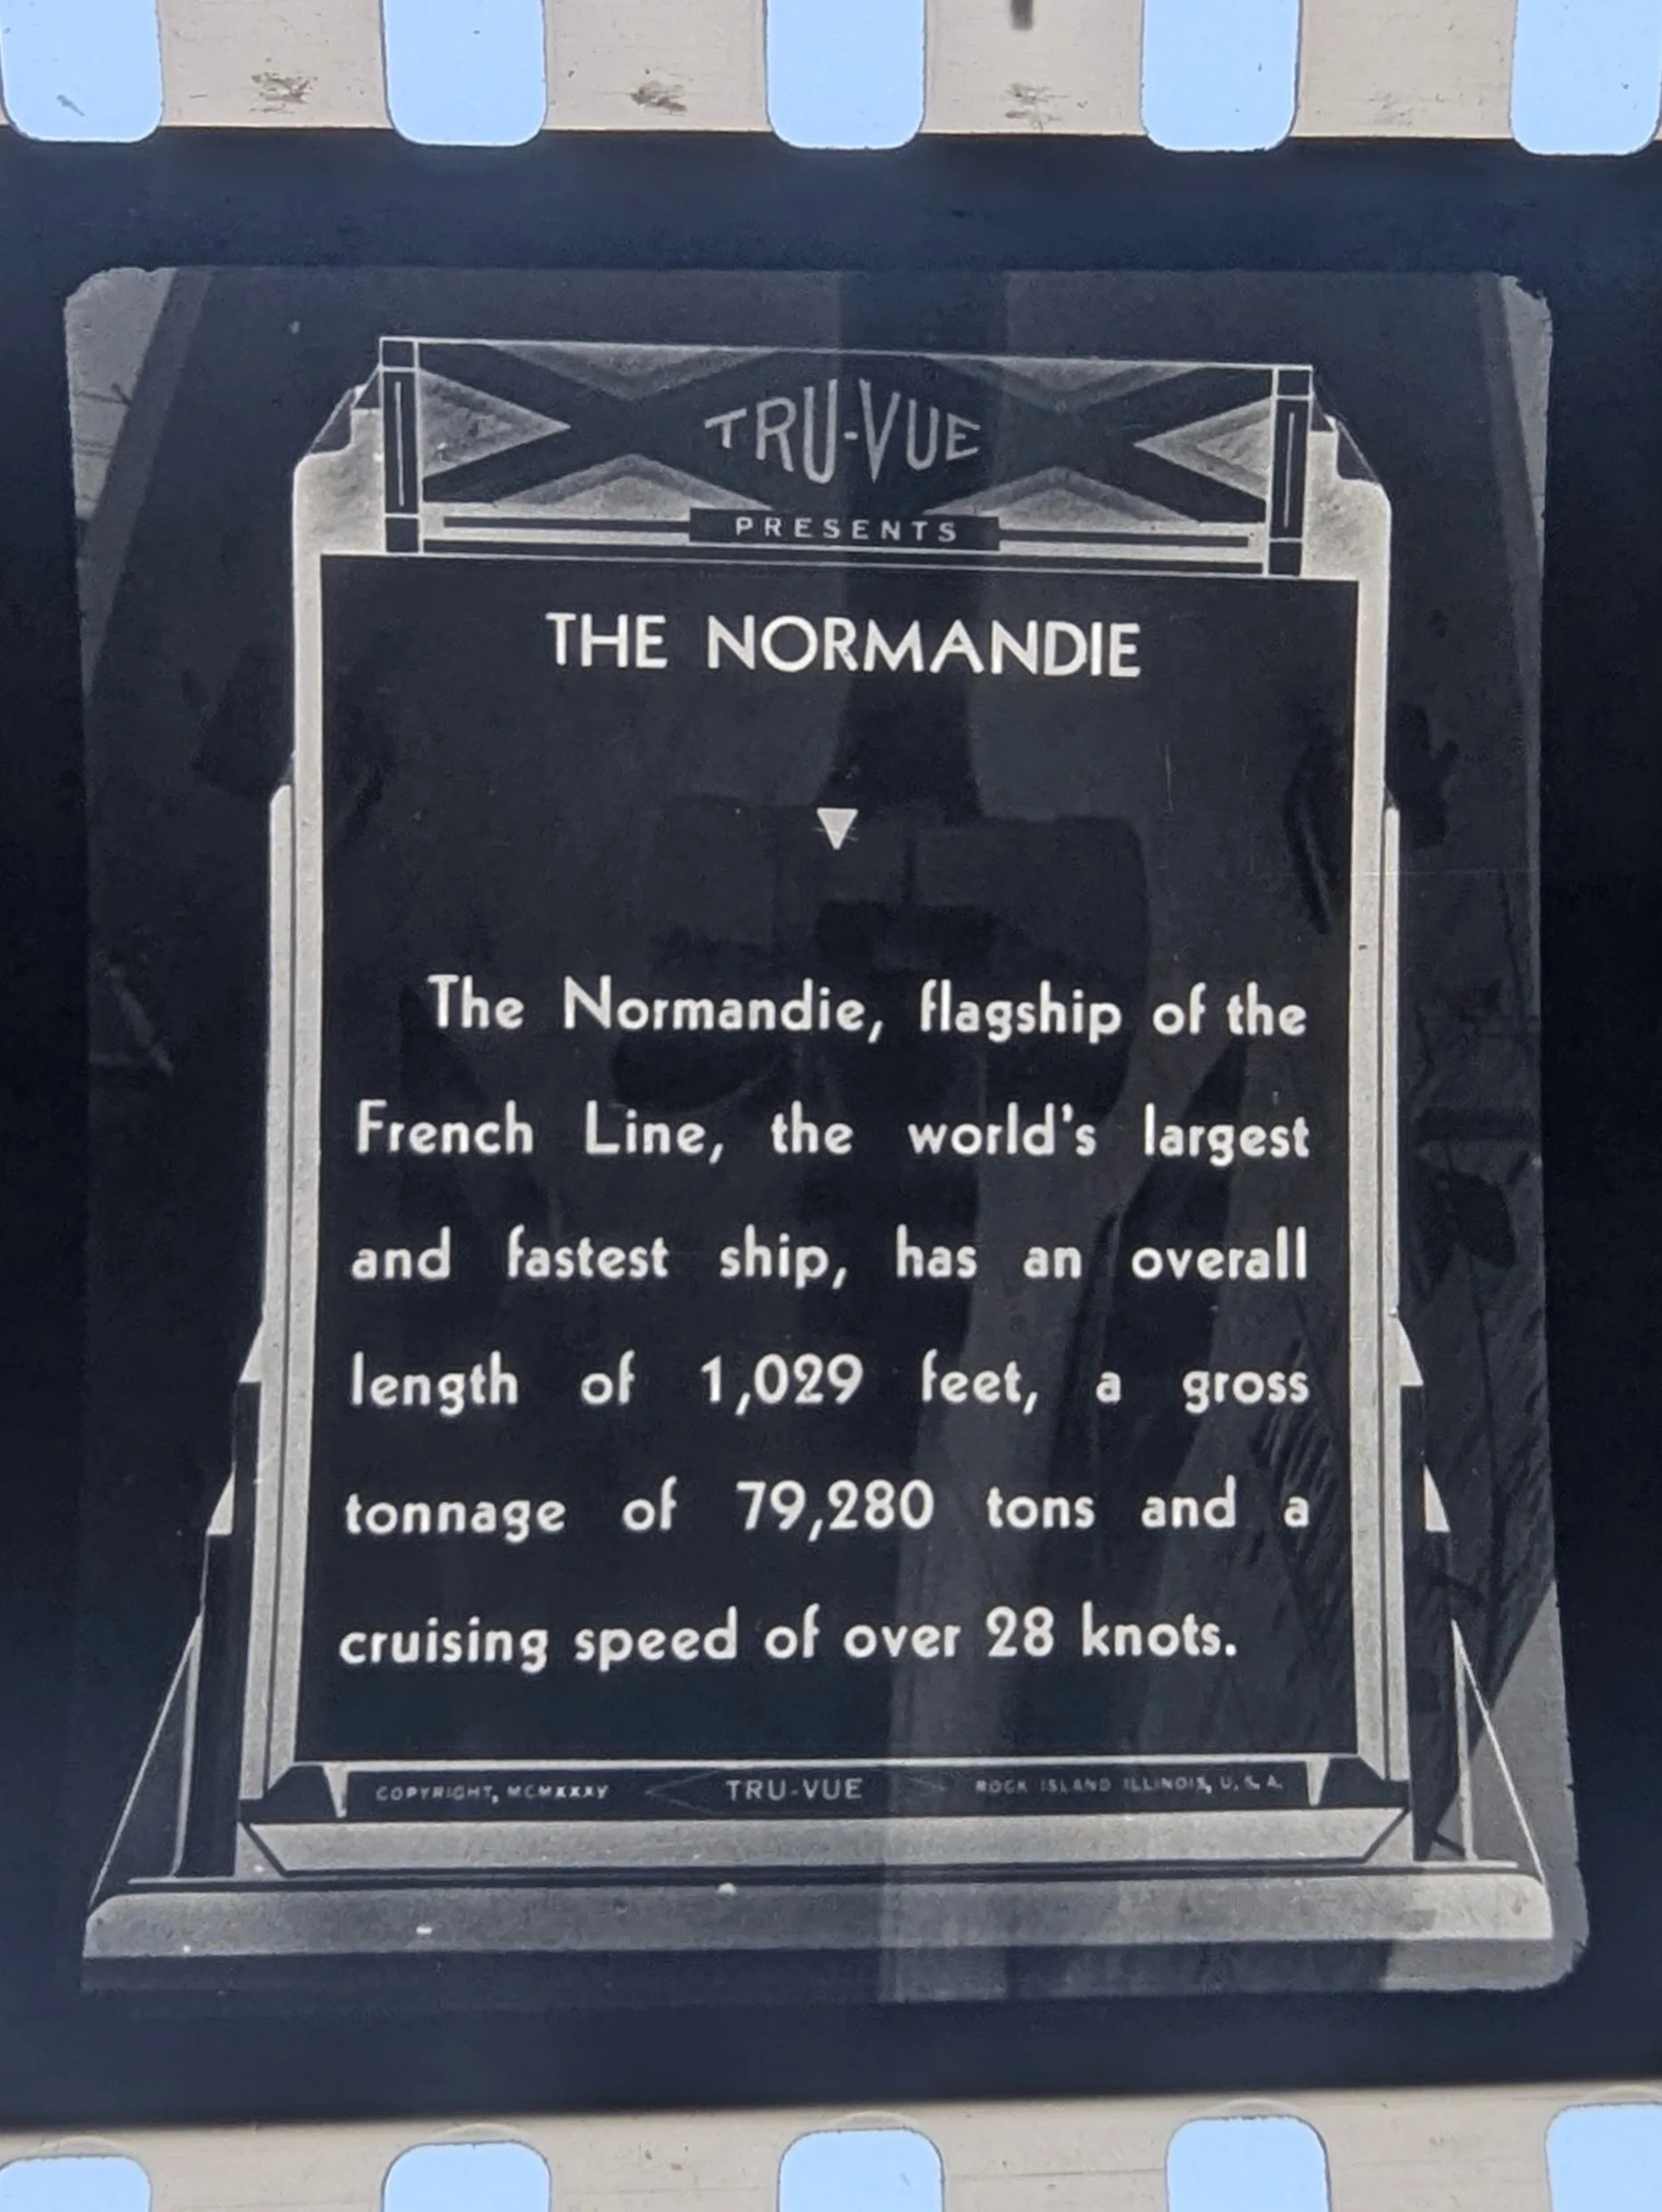 TRU-VUE
PRESENTS
THE NORMANDIE
The Normandie, flagship of the
French Line, the world's largest
and fastest ship, has an overall
length of 1,029 feet, a gross
tonnage of 79,280 tons and a
cruising speed of over 28 knots.
COPYRIGHT, MCMXXXV TRU-VUE ROCK ISLAND ILLINOIS, U. S. A.